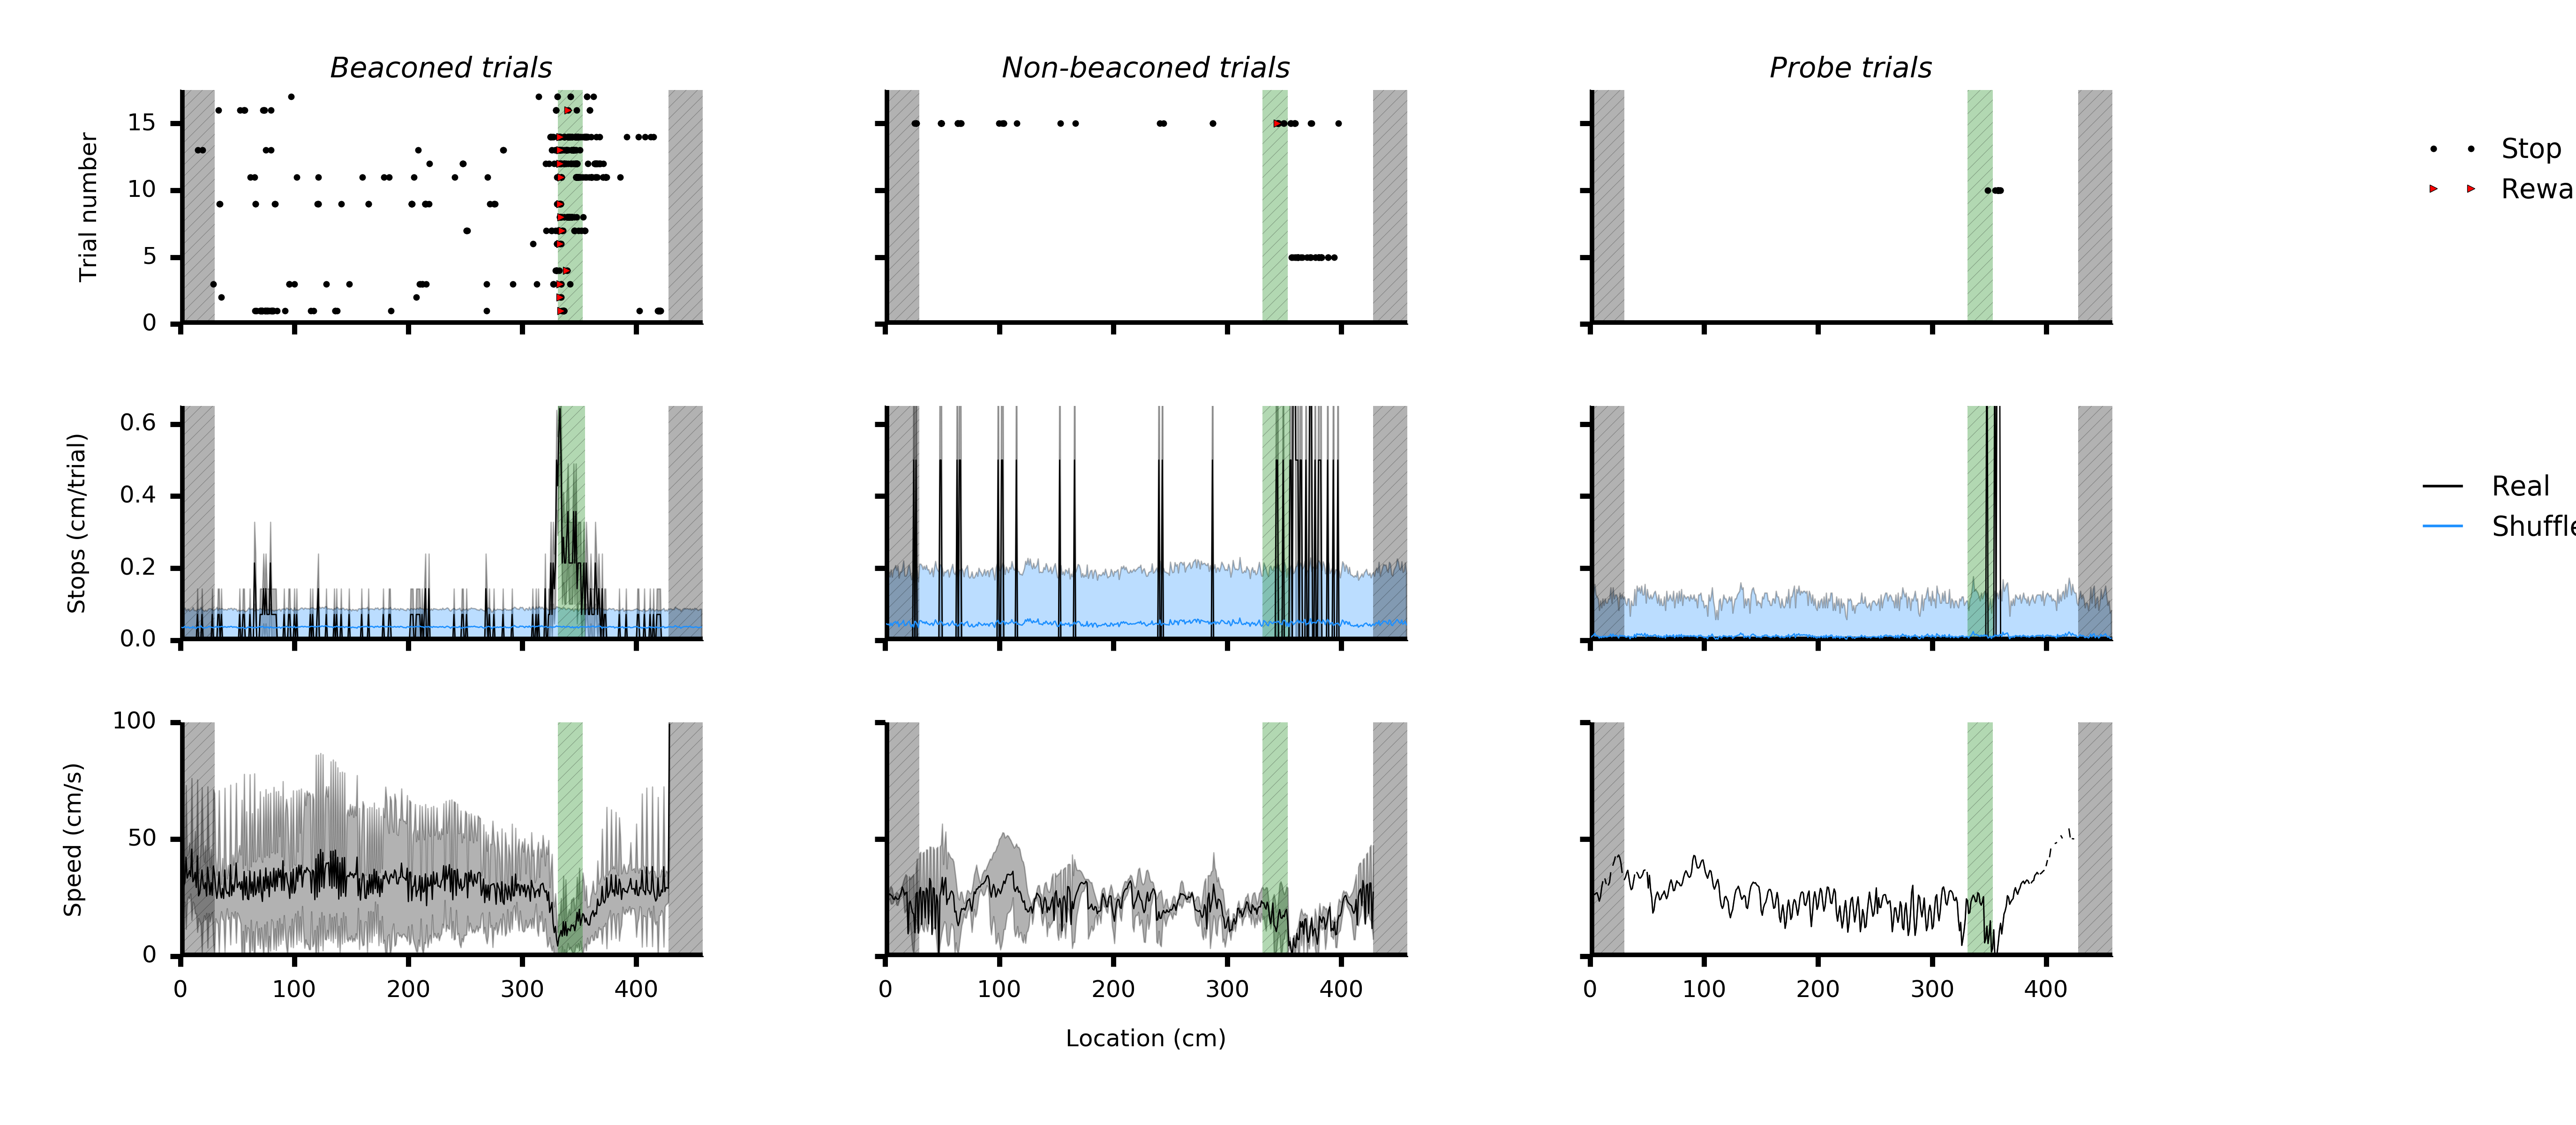 Beaconed trials Non-beaconed trials Probe trials
Trial number
15
10
5
0
Stop
Rewa
Stops (cm/trial)
0.6
0.4
0.2
0.0
Real
Shuffle
Speed (cm/s)
100
50
0
0 100 200 300 400 0 100 200 300 400 0 100 200 300 400
Location (cm)